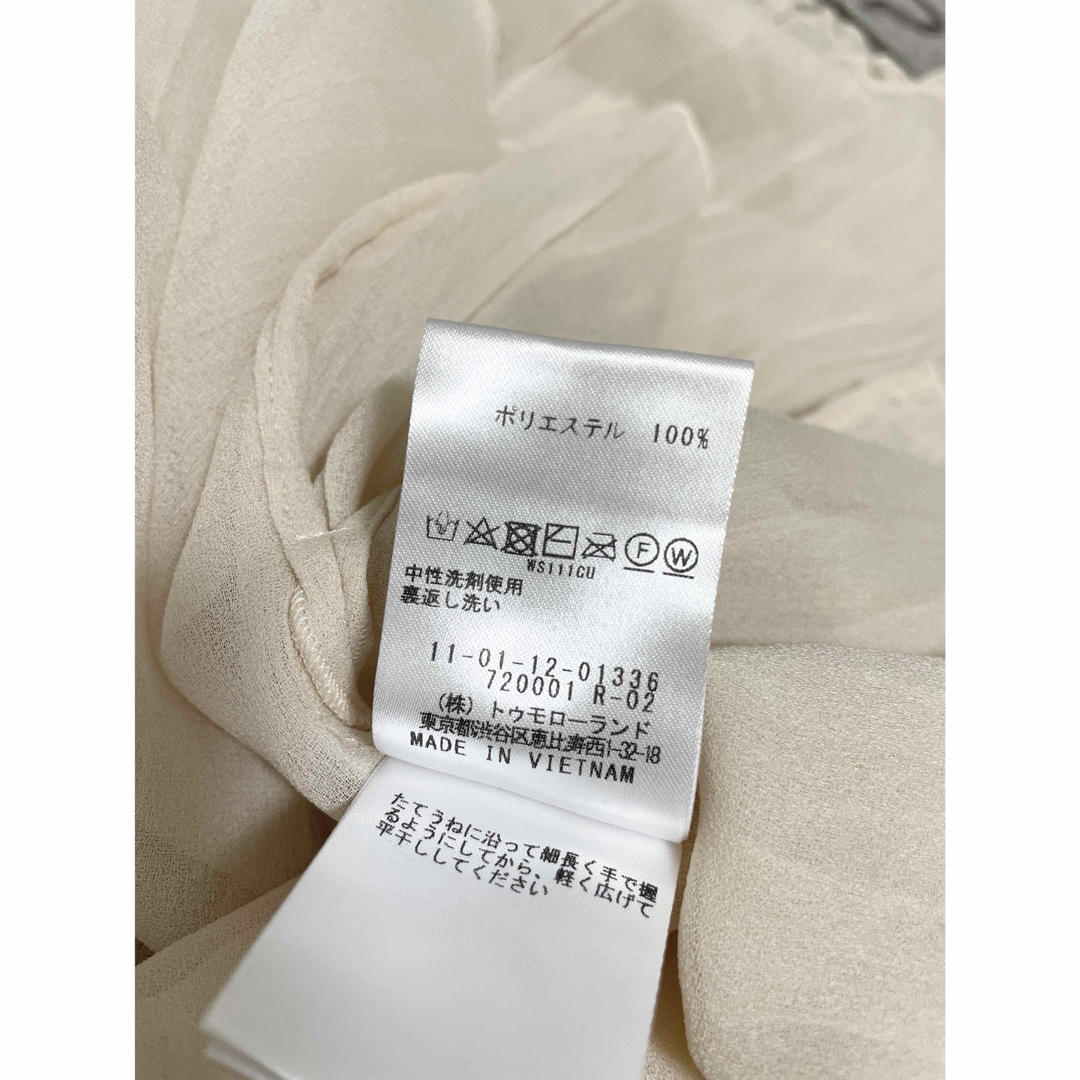 ポリエステル 100%
F W
WS111GU
中性洗剤使用
裏返し洗い
11-01-12-01336
720001 R-02
(株) トゥモローランド
東京都渋谷区恵比寿西1-32-18
MADE IN VIETNAM
たてうねに沿って細長く手で握
るようにしてから、軽く広げて
平干ししてください